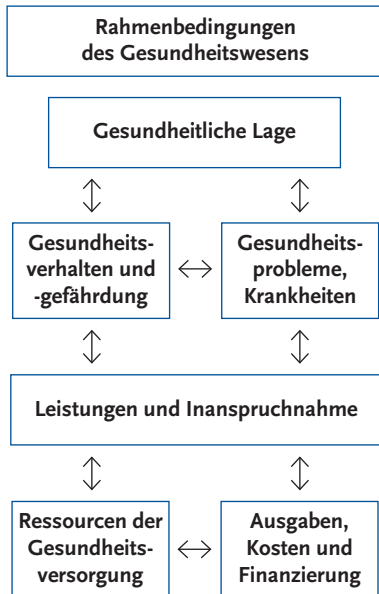 Rahmenbedingungen
des Gesundheitswesens
Gesundheitliche Lage
Gesundheits-
verhalten und
-gefährdung
Gesundheits-
probleme,
Krankheiten
Leistungen und Inanspruchnahme
Ressourcen der
Gesundheits-
versorgung
Ausgaben,
Kosten und
Finanzierung